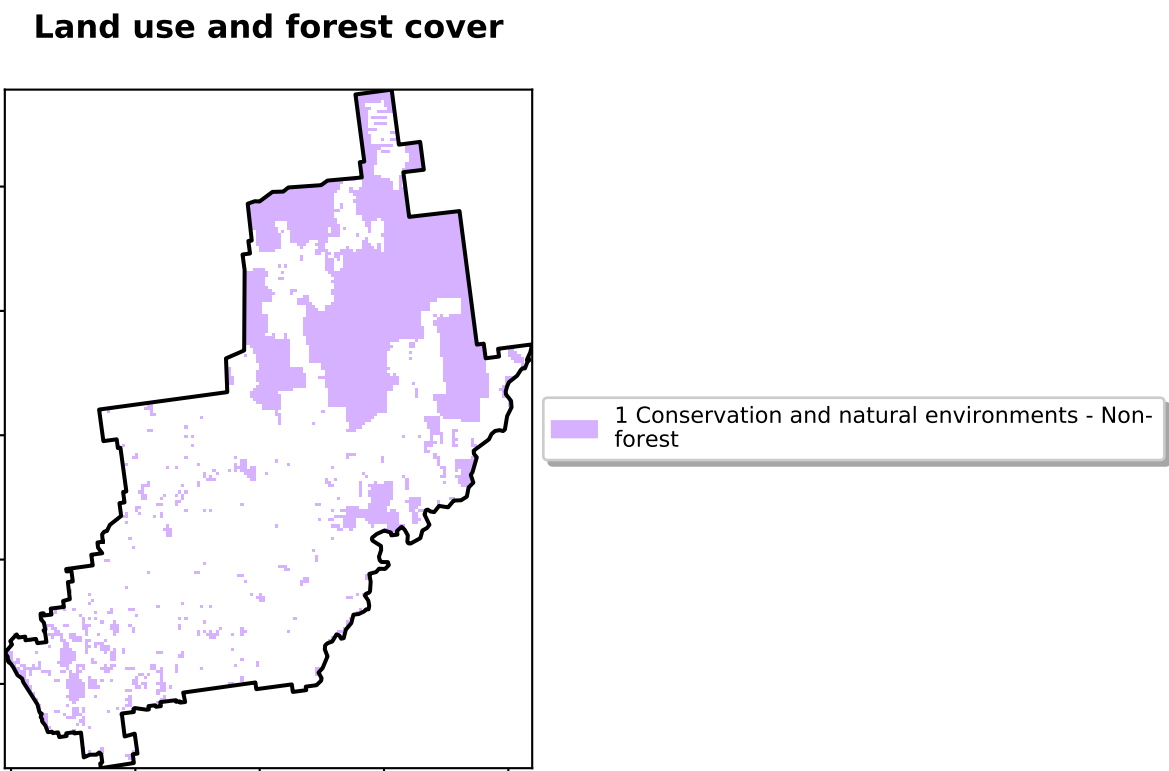 Land use and forest cover
1 Conservation and natural environments - Non-
forest